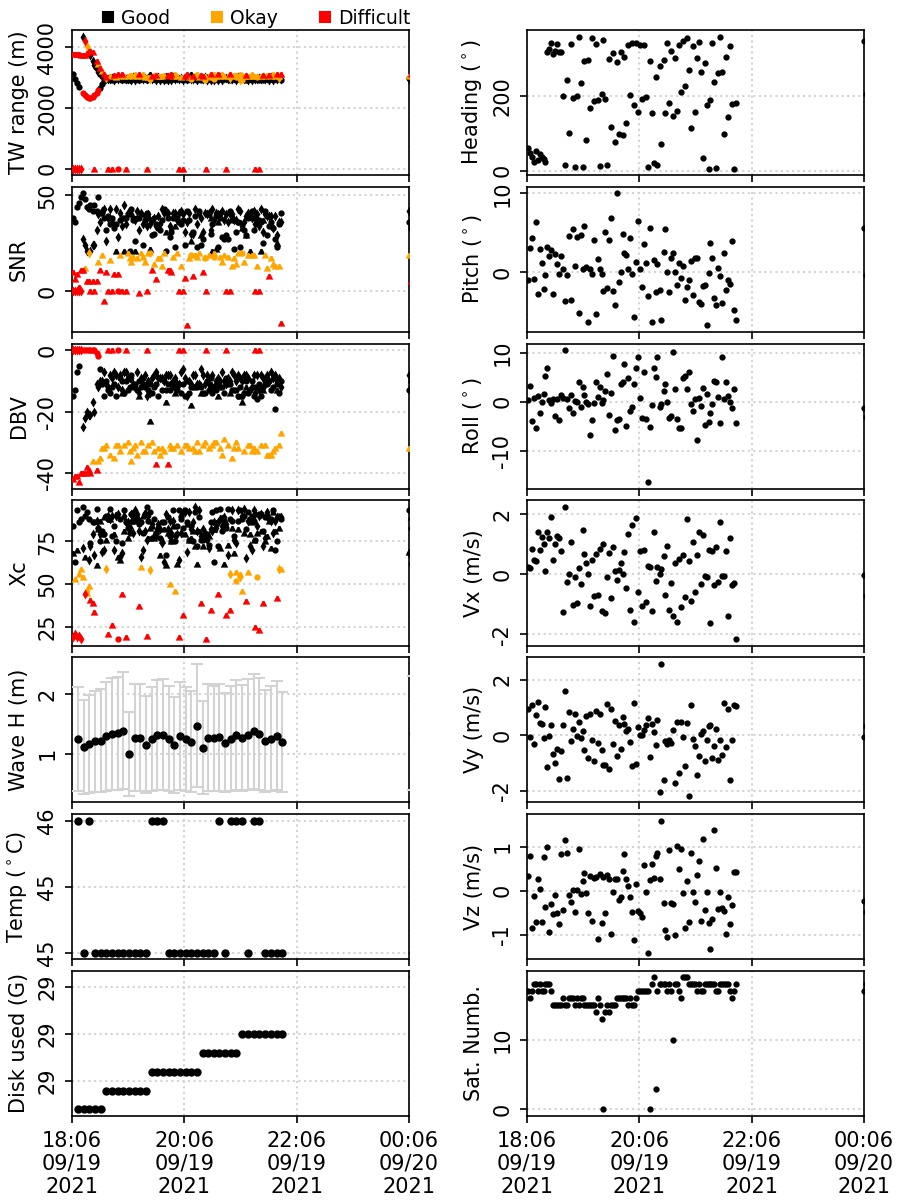 Good Okay Difficult
TW range (m)
4000
2000
0
Heading (°)
200
0
SNR
50
0
Pitch (°)
10
0
DBV
0
-20
-40
Roll (°)
10
0
-10
Xc
75
50
25
Vx (m/s)
2
0
-2
Wave H (m)
2
1
Vy (m/s)
2
0
-2
Temp (°C)
46
45
45
Vz (m/s)
1
0
-1
Disk used (G)
29
29
29
Sat. Numb.
10
0
18:06 20:06 22:06 00:06
09/19 09/19 09/19 09/20
2021 2021 2021 2021
18:06 20:06 22:06 00:06
09/19 09/19 09/19 09/20
2021 2021 2021 2021